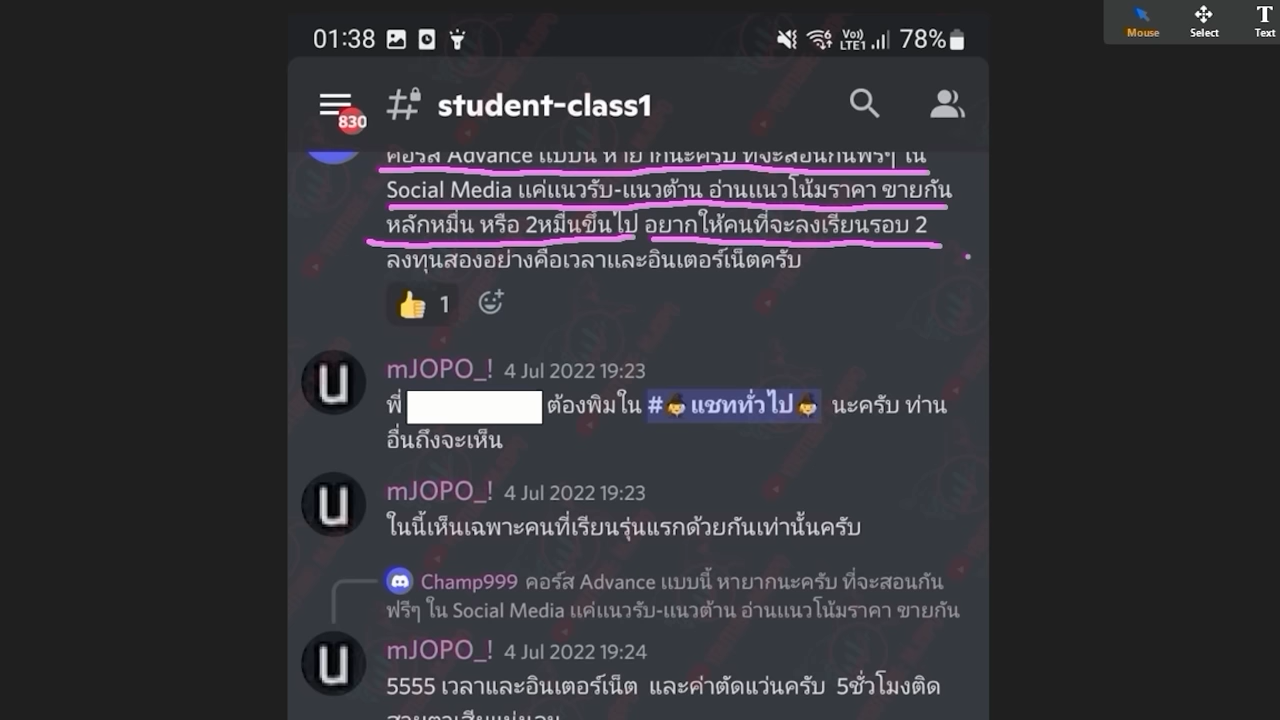 Mouse
Select
T
Text
01:38
Vo))
LTE1
78%
830
# student-class1
คอร์ส Advance แบบนี้ หายากนะครับ ที่จะสอนกันฟรีๆ ใน
Social Media แค่แนวรับ-แนวต้าน อ่านแนวโน้มราคา ขายกัน
หลักหมื่น หรือ 2หมื่นขึ้นไป อยากให้คนที่จะลงเรียนรอบ 2
ลงทุนสองอย่างคือเวลาและอินเตอร์เน็ตครับ
👍 1
mJOPO_! 4 Jul 2022 19:23
พี่ ต้องพิมใน #🧙แชททั่วไป🧙 นะครับ ท่าน
อื่นถึงจะเห็น
mJOPO_! 4 Jul 2022 19:23
ในนี้เห็นเฉพาะคนที่เรียนรุ่นแรกด้วยกันเท่านั้นครับ
Champ999 คอร์ส Advance แบบนี้ หายากนะครับ ที่จะสอนกัน
ฟรีๆ ใน Social Media แค่แนวรับ-แนวต้าน อ่านแนวโน้มราคา ขายกัน
mJOPO_! 4 Jul 2022 19:24
5555 เวลาและอินเตอร์เน็ต และค่าตัดแว่นครับ 5ชั่วโมงติด